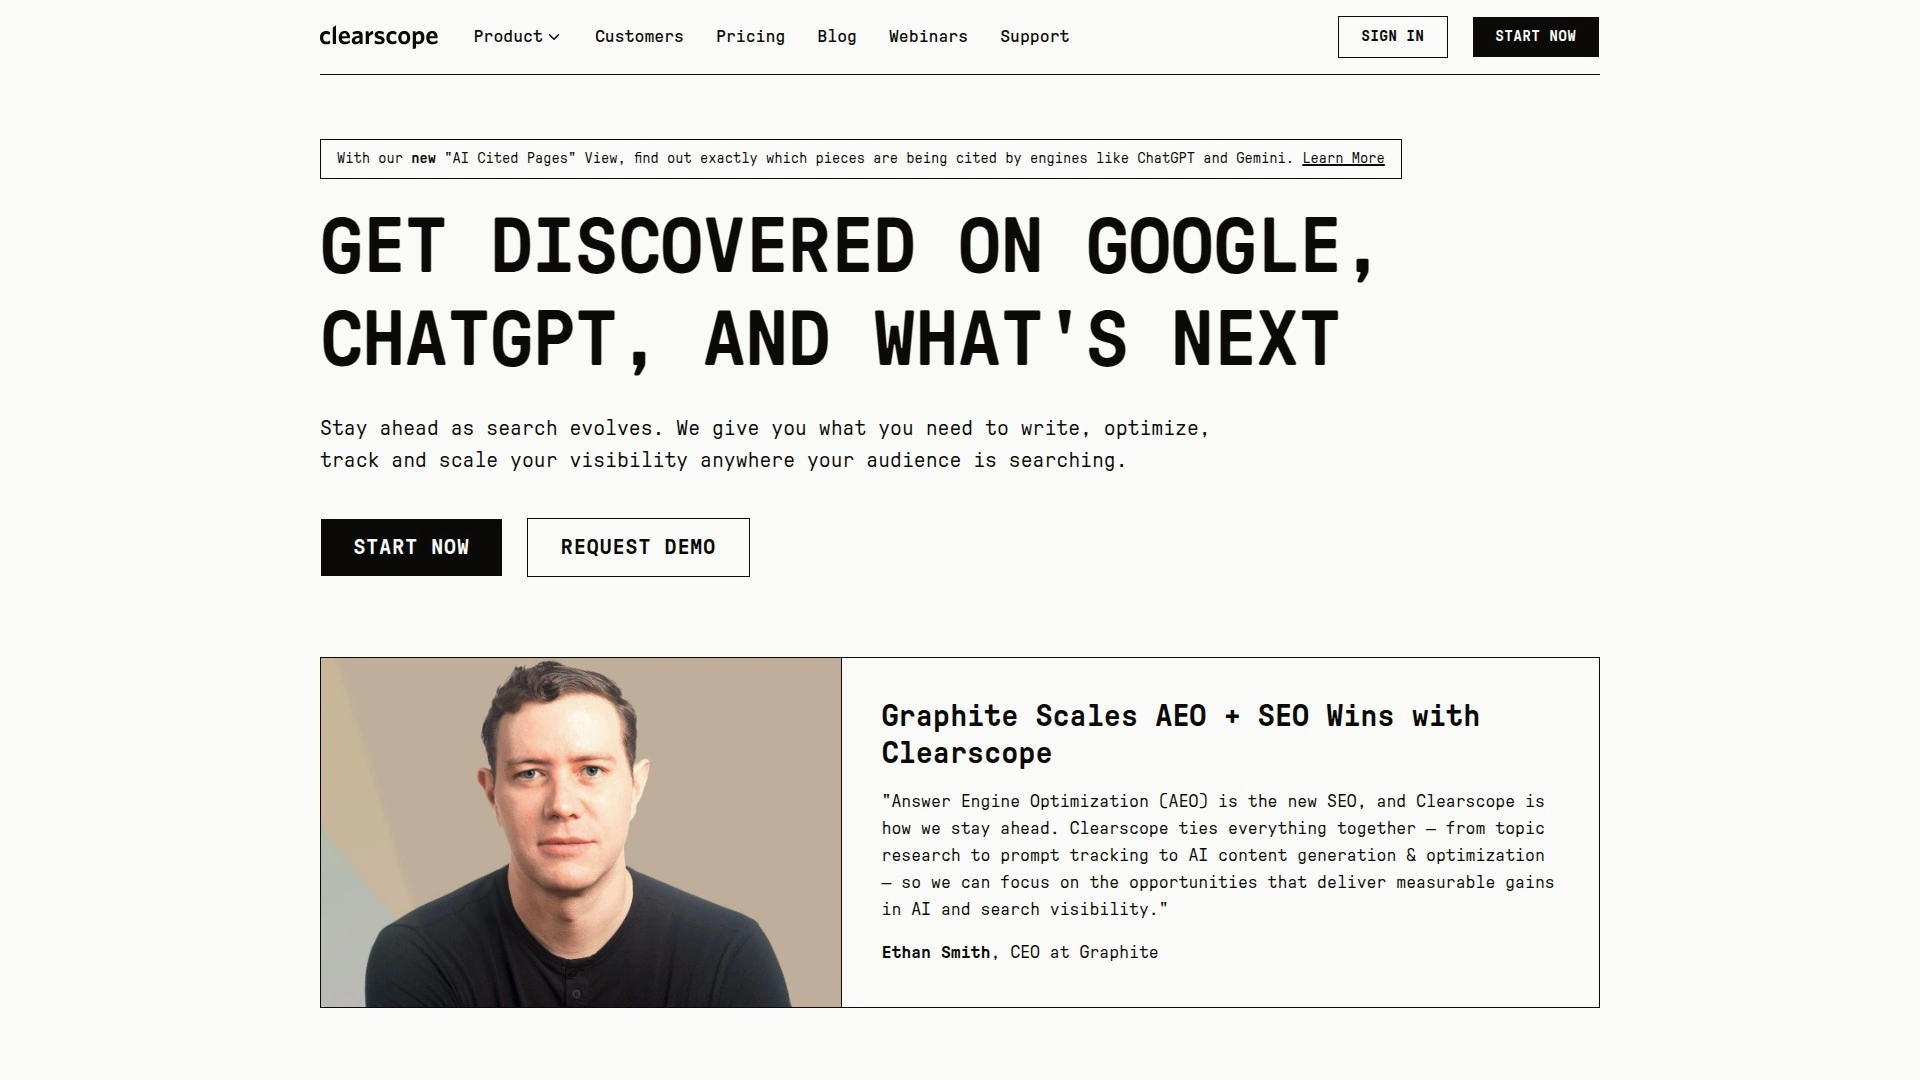 clearscope
Product
Customers
Pricing
Blog
Webinars
Support
SIGN IN
START NOW
With our new "AI Cited Pages" View, find out exactly which pieces are being cited by engines like ChatGPT and Gemini. Learn More
GET DISCOVERED ON GOOGLE,
CHATGPT, AND WHAT'S NEXT
Stay ahead as search evolves. We give you what you need to write, optimize,
track and scale your visibility anywhere your audience is searching.
START NOW
REQUEST DEMO
Graphite Scales AEO + SEO Wins with
Clearscope
"Answer Engine Optimization (AEO) is the new SEO, and Clearscope is
how we stay ahead. Clearscope ties everything together — from topic
research to prompt tracking to AI content generation & optimization
— so we can focus on the opportunities that deliver measurable gains
in AI and search visibility."
Ethan Smith, CEO at Graphite